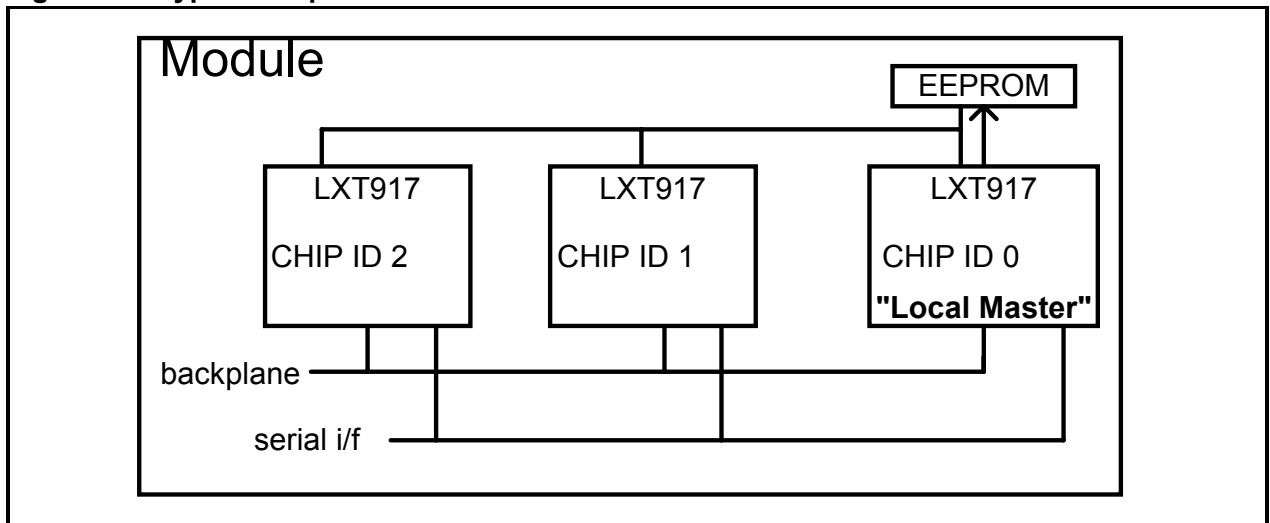 Module
EEPROM
LXT917
LXT917
LXT917
CHIP ID 2
CHIP ID 1
CHIP ID 0
"Local Master"
backplane
serial i/f